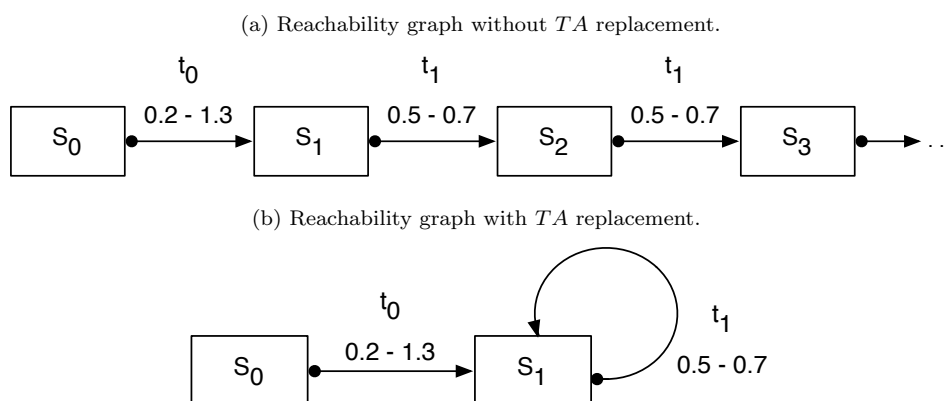 (a) Reachability graph without TA replacement.
t0 t1 t1
0.2 - 1.3 0.5 - 0.7 0.5 - 0.7
S0 S1 S2 S3 . .
(b) Reachability graph with TA replacement.
t0
t1
0.2 - 1.3 0.5 - 0.7
S0 S1